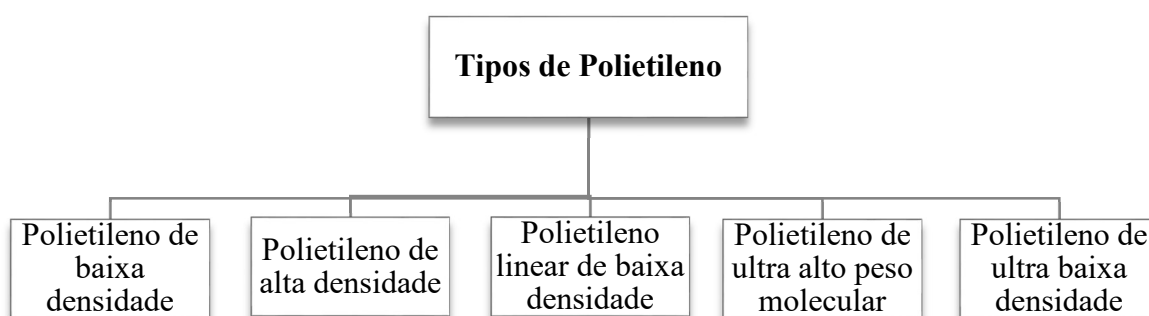 Tipos de Polietileno
Polietileno de
baixa
densidade
Polietileno de
alta densidade
Polietileno
linear de baixa
densidade
Polietileno de
ultra alto peso
molecular
Polietileno de
ultra baixa
densidade